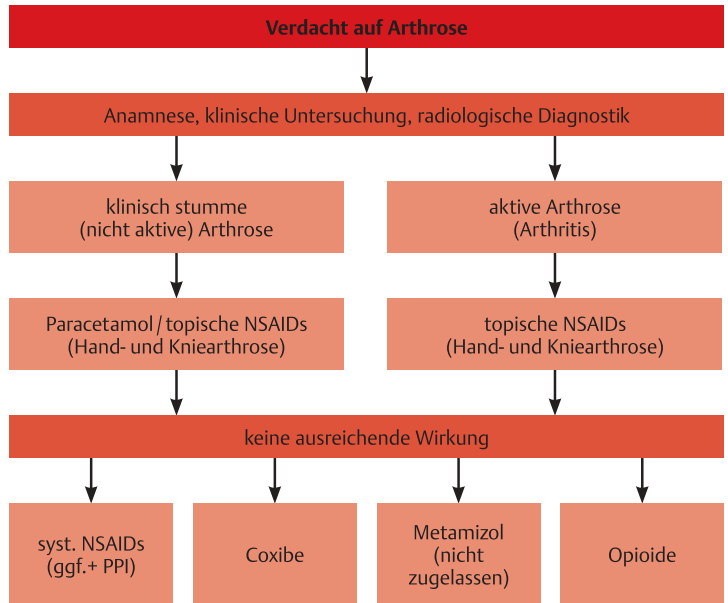 Verdacht auf Arthrose
Anamnese, klinische Untersuchung, radiologische Diagnostik
klinisch stumme
(nicht aktive) Arthrose
aktive Arthrose
(Arthritis)
Paracetamol / topische NSAIDs
(Hand- und Kniearthrose)
topische NSAIDs
(Hand- und Kniearthrose)
keine ausreichende Wirkung
syst. NSAIDs
(ggf.+ PPI)
Coxibe
Metamizol
(nicht
zugelassen)
Opioide